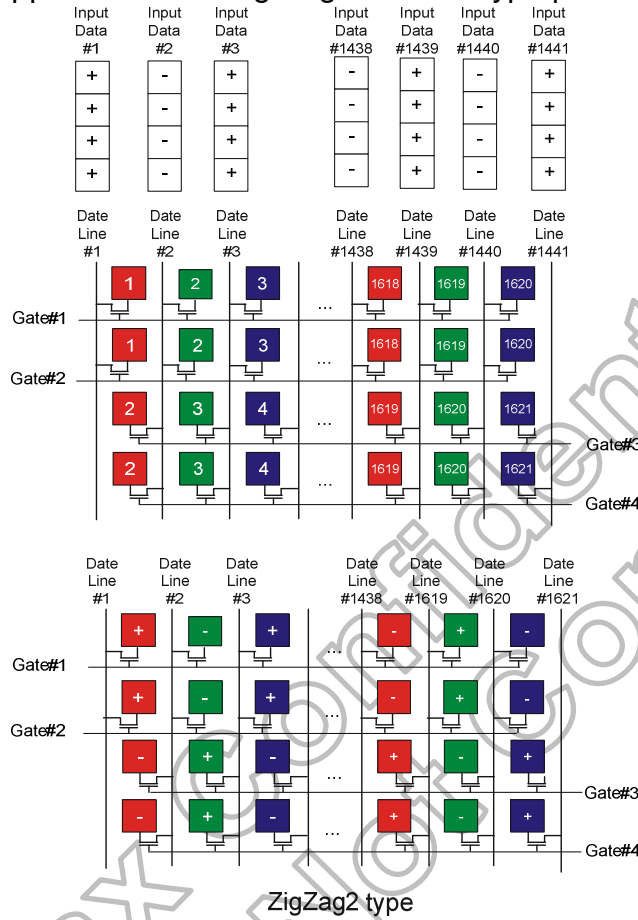 Input Input Input Input Input Input Input
Data Data Data Data Data Data Data
#1 #2 #3 #1438 #1439 #1440 #1441
+ - + - + - +
+ - + - + - +
+ - + - + - +
+ - + - + - +
Date Date Date Date Date Date Date
Line Line Line Line Line Line Line
#1 #2 #3 #1438 #1439 #1440 #1441
1 2 3 1618 1619 1620
...
Gate#1
1 2 3 1618 1619 1620
...
Gate#2
2 3 4 1619 1620 1621
...
Gate#3
2 3 4 1619 1620 1621
...
Gate#4
Date Date Date Date Date Date Date
Line Line Line Line Line Line Line
#1 #2 #3 #1438 #1619 #1620 #1621
+ - + - + -
...
Gate#1
+ - + - + -
...
Gate#2
- + - + - +
...
Gate#3
- + - + - +
...
Gate#4
ZigZag2 type